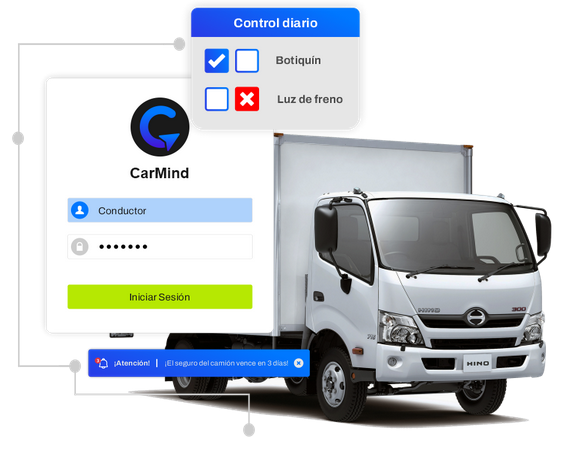 Control diario
Botiquín
Luz de freno
CarMind
Conductor
•••••••
Iniciar Sesión
¡Atención! | ¡El seguro del camión vence en 3 días!
HINO
300
HINO